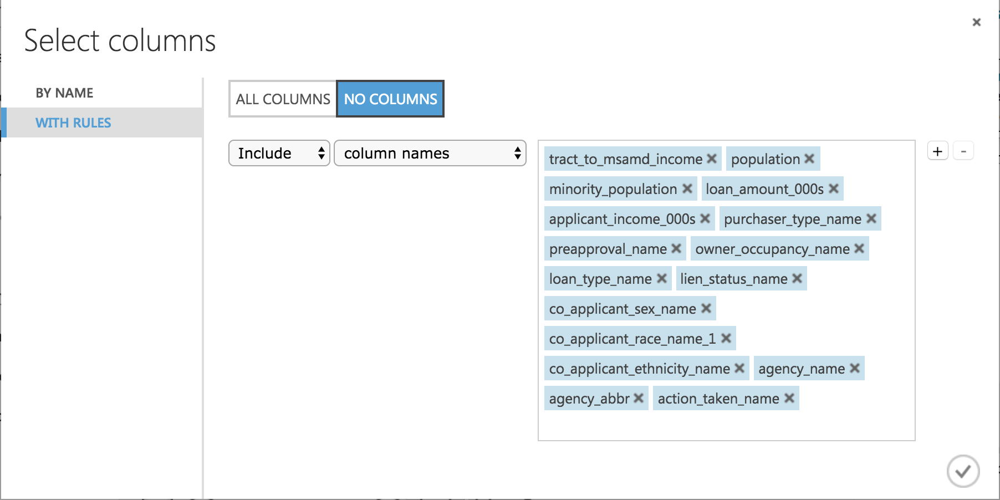 Select columns
BY NAME
WITH RULES
ALL COLUMNS NO COLUMNS
Include column names
tract_to_msamd_income population
minority_population loan_amount_000s
applicant_income_000s purchaser_type_name
preapproval_name owner_occupancy_name
loan_type_name lien_status_name
co_applicant_sex_name
co_applicant_race_name_1
co_applicant_ethnicity_name agency_name
agency_abbr action_taken_name
+ -